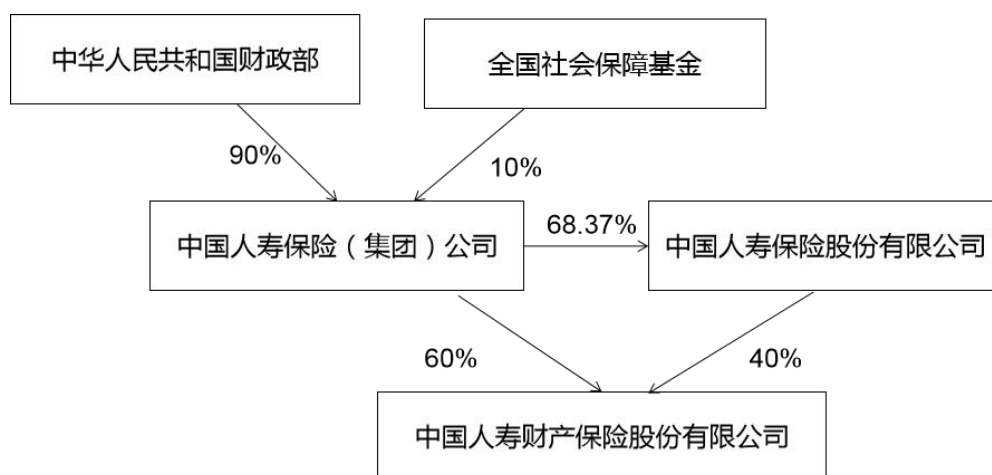 中华人民共和国财政部
全国社会保障基金
90%
10%
中国人寿保险（集团）公司
68.37%
中国人寿保险股份有限公司
60%
40%
中国人寿财产保险股份有限公司